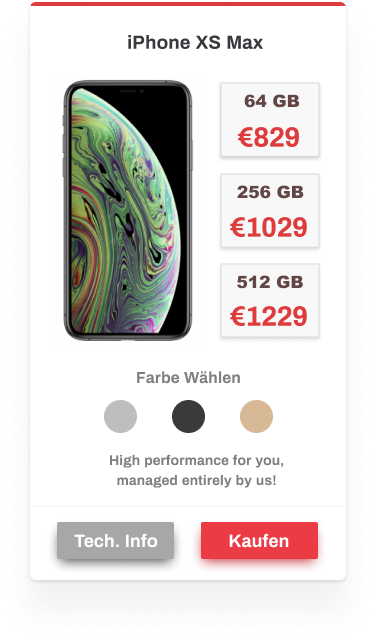 iPhone XS Max
64 GB
€829
256 GB
€1029
512 GB
€1229
Farbe Wählen
High performance for you,
managed entirely by us!
Tech. Info
Kaufen